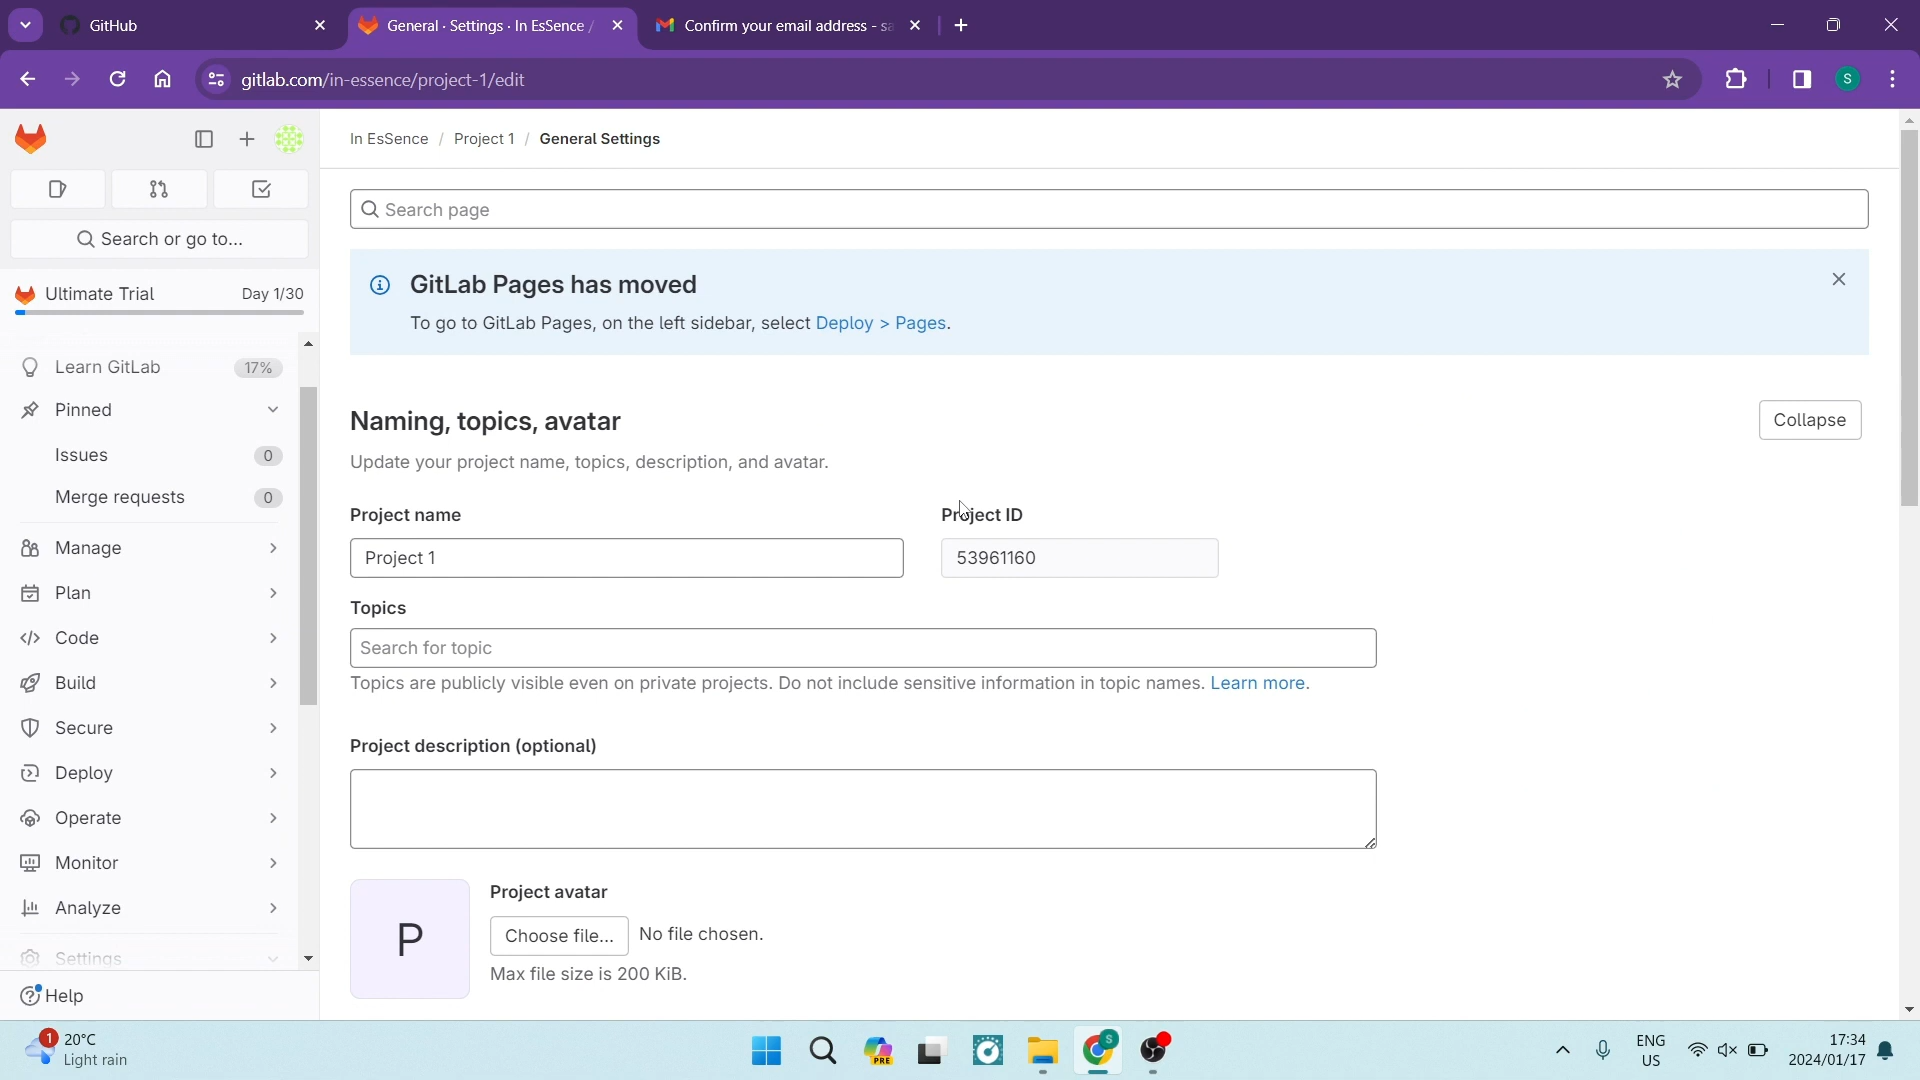 GitHub
General · Settings · In EsSence /
Confirm your email address - sa
gitlab.com/in-essence/project-1/edit
S
In EsSence / Project 1 / General Settings
Search or go to...
Search page
Ultimate Trial
Day 1/30
GitLab Pages has moved
To go to GitLab Pages, on the left sidebar, select Deploy > Pages.
Learn GitLab
17%
Pinned
Issues
0
Merge requests
0
Manage
Plan
Code
Build
Secure
Deploy
Operate
Monitor
Analyze
Settings
Help
Naming, topics, avatar
Collapse
Update your project name, topics, description, and avatar.
Project name
Project ID
Project 1
53961160
Topics
Search for topic
Topics are publicly visible even on private projects. Do not include sensitive information in topic names. Learn more.
Project description (optional)
P
Project avatar
Choose file...
No file chosen.
Max file size is 200 KiB.
1
20°C
Light rain
PRE
S
ENG
US
17:34
2024/01/17